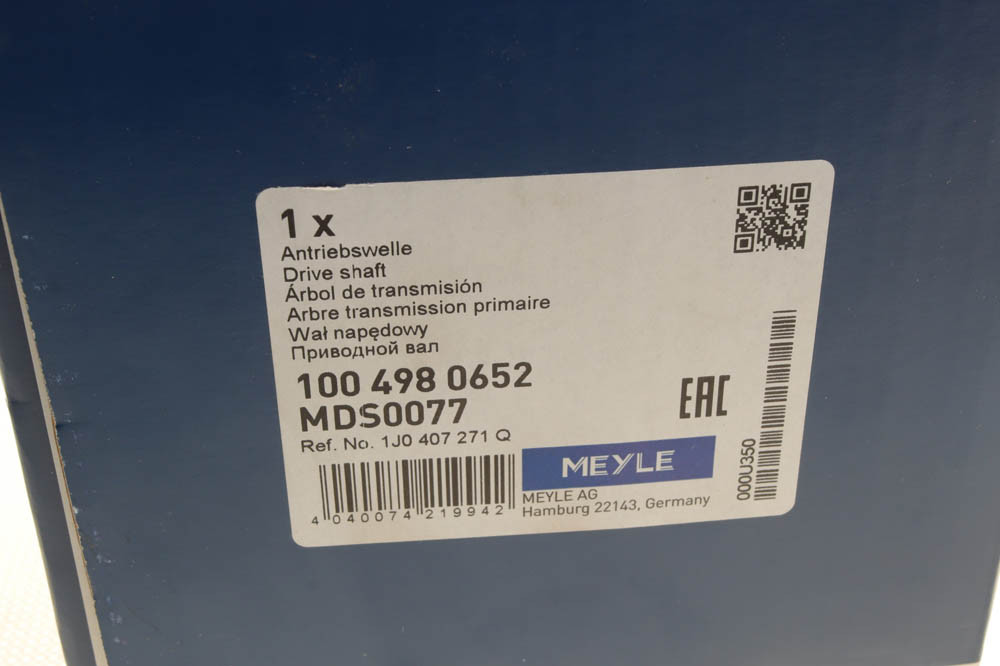 1 x
Antriebswelle
Drive shaft
Árbol de transmisión
Arbre transmission primaire
Wał napędowy
Приводной вал
100 498 0652
MDS0077
Ref. No. 1J0 407 271 Q
4 040074 219942
MEYLE
MEYLE AG
Hamburg 22143, Germany
EAC
000U350